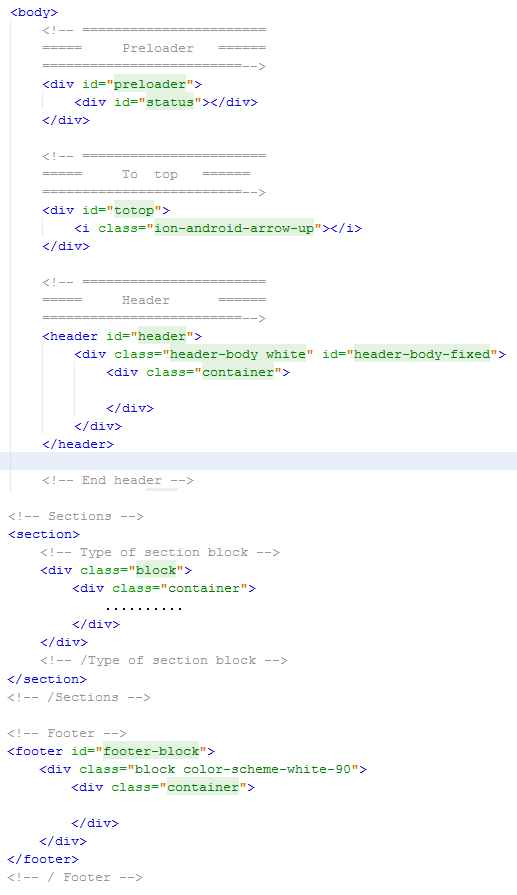 <body>
<!-- =======================
===== Preloader ======
=========================-->
<div id="preloader">
<div id="status"></div>
</div>
<!-- =======================
===== To top ======
=========================-->
<div id="totop">
<i class="ion-android-arrow-up"></i>
</div>
<!-- =======================
===== Header ======
=========================-->
<header id="header">
<div class="header-body white" id="header-body-fixed">
<div class="container">
</div>
</div>
</header>
<!-- End header -->
<!-- Sections -->
<section>
<!-- Type of section block -->
<div class="block">
<div class="container">
..........
</div>
</div>
<!-- /Type of section block -->
</section>
<!-- /Sections -->
<!-- Footer -->
<footer id="footer-block">
<div class="block color-scheme-white-90">
<div class="container">
</div>
</div>
</footer>
<!-- / Footer -->